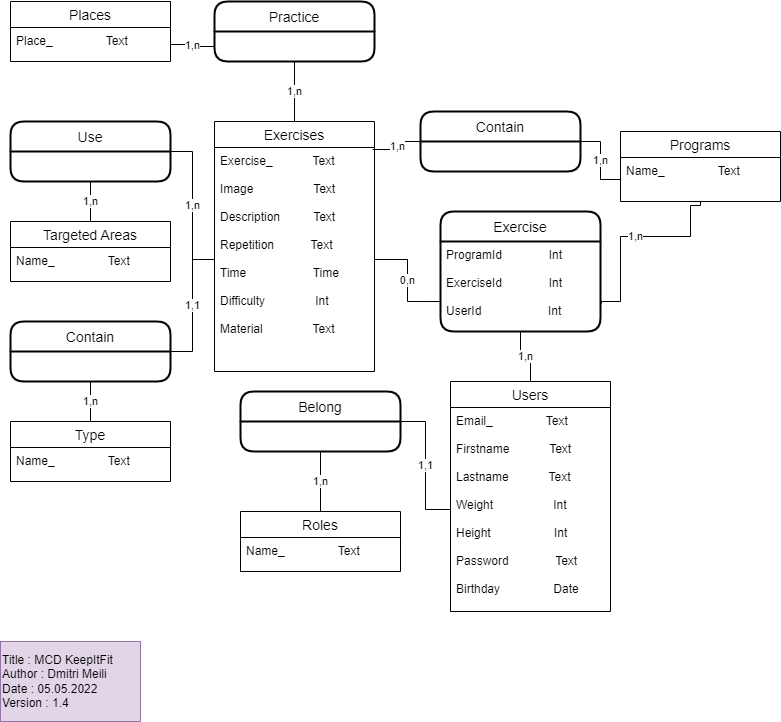 Places
Place_ Text
1,n
Practice
1,n
Use
1,n
1,n
Targeted Areas
Name_ Text
Exercises
Exercise_ Text
Image Text
Description Text
Repetition Text
Time Time
Difficulty Int
Material Text
1,n
Contain
1,n
Programs
Name_ Text
Exercise
ProgramId Int
ExerciseId Int
UserId Int
1,n
0,n
1,n
1,1
Contain
1,n
Type
Name_ Text
Belong
1,n
1,1
Roles
Name_ Text
Users
Email_ Text
Firstname Text
Lastname Text
Weight Int
Height Int
Password Text
Birthday Date
Title : MCD KeepItFit
Author : Dmitri Meili
Date : 05.05.2022
Version : 1.4